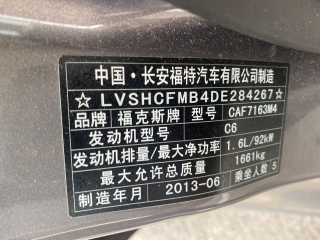 中国·长安福特汽车有限公司制造
☆LVSHCFMB4DE284267☆
品牌 福克斯牌 型号 CAF7163M4
发动机型号 C6
发动机排量/最大净功率 1.6L/92kW
最大允许总质量 1661kg
制造年月 2013-06 乘坐人数 5